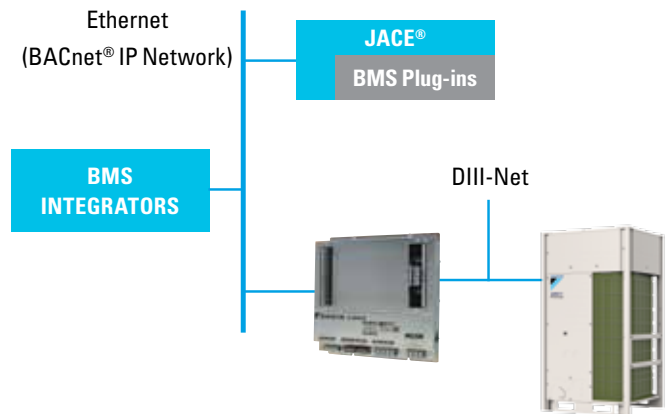 Ethernet
(BACnet® IP Network)
JACE®
BMS Plug-ins
BMS
INTEGRATORS
DIII-Net